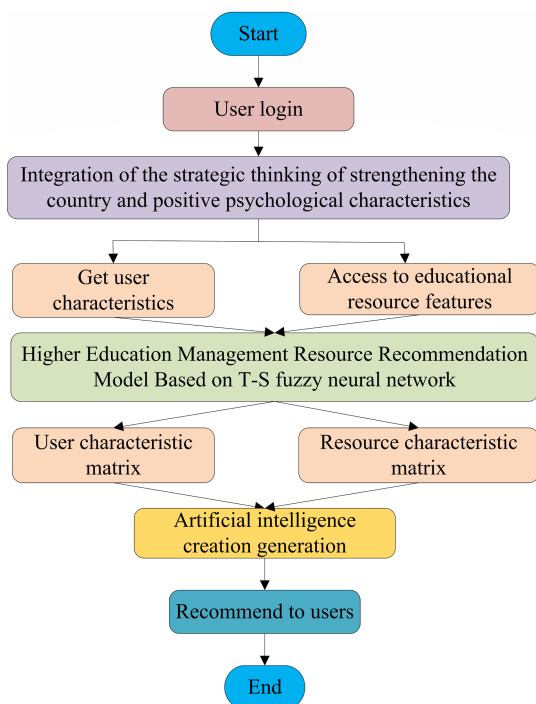 Start
User login
Integration of the strategic thinking of strengthening the
country and positive psychological characteristics
Get user
characteristics
Access to educational
resource features
Higher Education Management Resource Recommendation
Model Based on T-S fuzzy neural network
User characteristic
matrix
Resource characteristic
matrix
Artificial intelligence
creation generation
Recommend to users
End